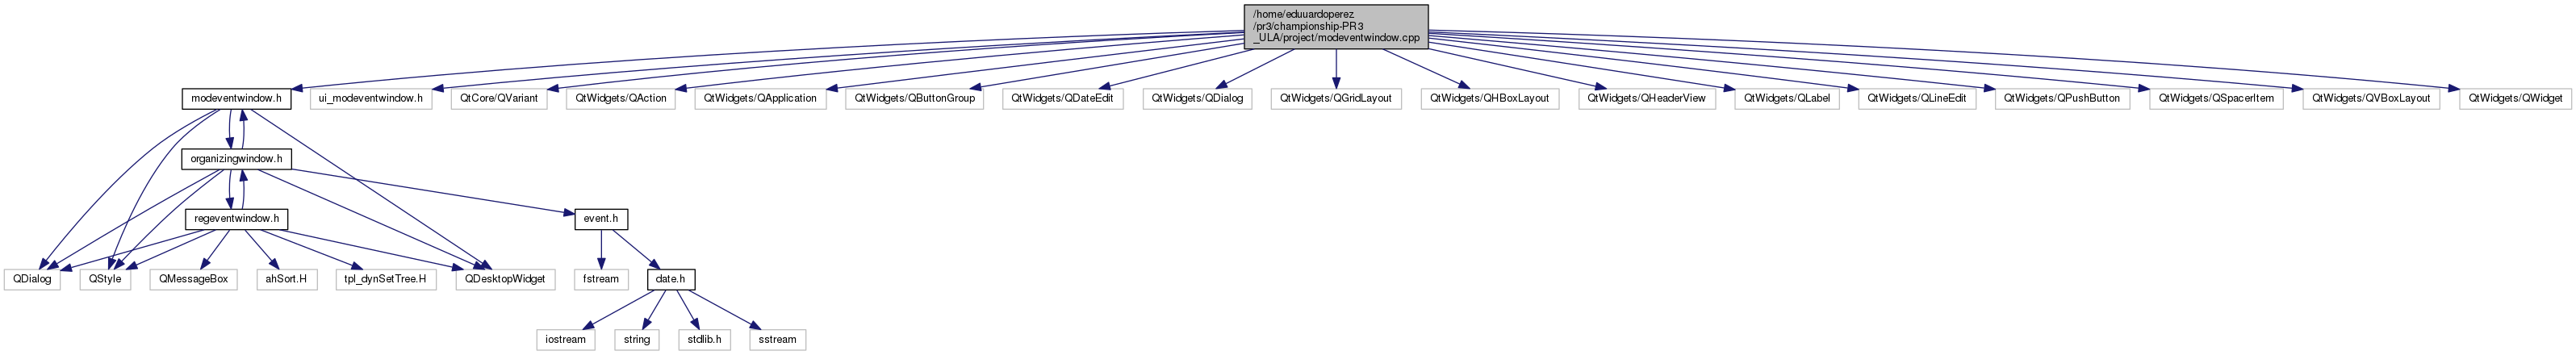 /home/eduuardoperez
/pr3/championship-PR3
_ULA/project/modeventwindow.cpp
modeventwindow.h
ui_modeventwindow.h
QtCore/QVariant
QtWidgets/QAction
QtWidgets/QApplication
QtWidgets/QButtonGroup
QtWidgets/QDateEdit
QtWidgets/QDialog
QtWidgets/QGridLayout
QtWidgets/QHBoxLayout
QtWidgets/QHeaderView
QtWidgets/QLabel
QtWidgets/QLineEdit
QtWidgets/QPushButton
QtWidgets/QSpacerItem
QtWidgets/QVBoxLayout
QtWidgets/QWidget
organizingwindow.h
regeventwindow.h
event.h
QDialog
QStyle
QMessageBox
ahSort.H
tpl_dynSetTree.H
QDesktopWidget
fstream
date.h
iostream
string
stdlib.h
sstream